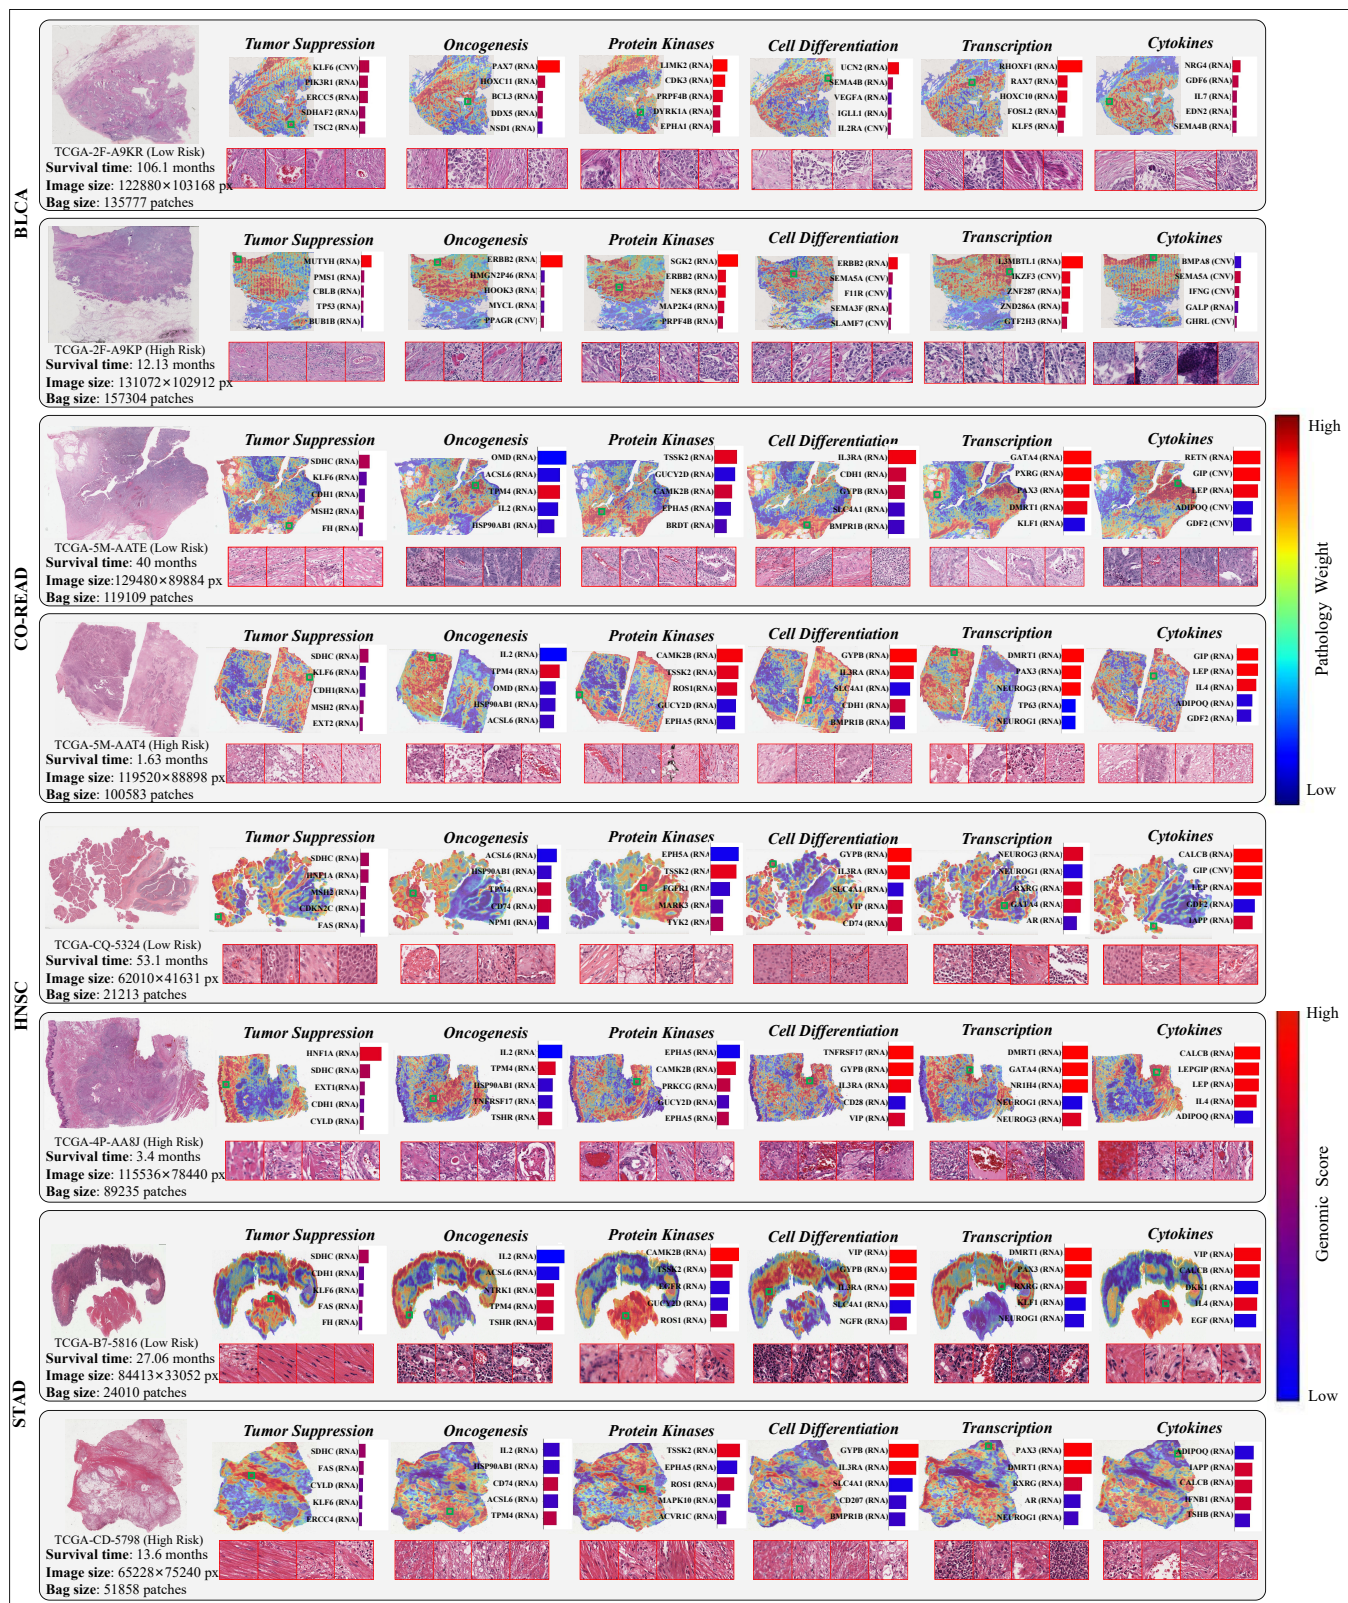 BLCA
Tumor Suppression
Oncogenesis
Protein Kinases
Cell Differentiation
Transcription
Cytokines
KLF6 (CNV)
PIK3R1 (RNA)
ERCC5 (RNA)
SDHAF2 (RNA)
TSC2 (RNA)
PAX7 (RNA)
HOXC11 (RNA)
BCL3 (RNA)
DDX5 (RNA)
NSD1 (RNA)
LIMK2 (RNA)
CDK3 (RNA)
PRPF4B (RNA)
DYRK1A (RNA)
EPHA1 (RNA)
UCN2 (RNA)
SEMA4B (RNA)
VEGFA (RNA)
IGLL1 (RNA)
IL2RA (CNV)
RHOXF1 (RNA)
RAX7 (RNA)
HOXC10 (RNA)
FOSL2 (RNA)
KLF5 (RNA)
NRG4 (RNA)
GDF6 (RNA)
IL7 (RNA)
EDN2 (RNA)
SEMA4B (RNA)
TCGA-2F-A9KR (Low Risk)
Survival time: 106.1 months
Image size: 122880×103168 px
Bag size: 135777 patches
Tumor Suppression
Oncogenesis
Protein Kinases
Cell Differentiation
Transcription
Cytokines
MUTYH (RNA)
PMS1 (RNA)
CBLB (RNA)
TP53 (RNA)
BUB1B (RNA)
ERBB2 (RNA)
HMGN2P46 (RNA)
HOOK3 (RNA)
MYCL (RNA)
PPAGR (CNV)
SGK2 (RNA)
ERBB2 (RNA)
NEK8 (RNA)
MAP2K4 (RNA)
PRPF4B (RNA)
ERBB2 (RNA)
SEMA5A (CNV)
F11R (CNV)
SEMA3F (RNA)
SLAMF7 (CNV)
L3MBTL1 (RNA)
IKZF3 (CNV)
ZNF287 (RNA)
ZND286A (RNA)
GTF2H3 (RNA)
BMPA8 (CNV)
SEMA5A (CNV)
IFNG (CNV)
GALP (RNA)
GHRL (CNV)
TCGA-2F-A9KP (High Risk)
Survival time: 12.13 months
Image size: 131072×102912 px
Bag size: 157304 patches
CO-READ
Tumor Suppression
Oncogenesis
Protein Kinases
Cell Differentiation
Transcription
Cytokines
SDHC (RNA)
KLF6 (RNA)
CDH1 (RNA)
MSH2 (RNA)
FH (RNA)
OMD (RNA)
ACSL6 (RNA)
TPM4 (RNA)
IL2 (RNA)
HSP90AB1 (RNA)
TSSK2 (RNA)
GUCY2D (RNA)
CAMK2B (RNA)
EPHA5 (RNA)
BRDT (RNA)
IL3RA (RNA)
CDH1 (RNA)
GYPB (RNA)
SLC4A1 (RNA)
BMPR1B (RNA)
GATA4 (RNA)
PXRG (RNA)
PAX3 (RNA)
DMRT1 (RNA)
KLF1 (RNA)
RETN (RNA)
GIP (CNV)
LEP (RNA)
ADIPOQ (CNV)
GDF2 (CNV)
TCGA-5M-AATE (Low Risk)
Survival time: 40 months
Image size:129480×89884 px
Bag size: 119109 patches
Tumor Suppression
Oncogenesis
Protein Kinases
Cell Differentiation
Transcription
Cytokines
SDHC (RNA)
KLF6 (RNA)
CDH1(RNA)
MSH2 (RNA)
EXT2 (RNA)
IL2 (RNA)
TPM4 (RNA)
OMD (RNA)
HSP90AB1 (RNA)
ACSL6 (RNA)
CAMK2B (RNA)
TSSK2 (RNA)
ROS1(RNA)
GUCY2D (RNA)
EPHA5 (RNA)
GYPB (RNA)
IL3RA (RNA)
SLC4A1 (RNA)
CDH1 (RNA)
BMPR1B (RNA)
DMRT1 (RNA)
PAX3 (RNA)
NEUROG3 (RNA)
TP63 (RNA)
NEUROG1 (RNA)
GIP (RNA)
LEP (RNA)
IL4 (RNA)
ADIPOQ (RNA)
GDF2 (RNA)
TCGA-5M-AAT4 (High Risk)
Survival time: 1.63 months
Image size: 119520×88898 px
Bag size: 100583 patches
HNSC
Tumor Suppression
Oncogenesis
Protein Kinases
Cell Differentiation
Transcription
Cytokines
SDHC (RNA)
HNF1A (RNA)
MSH2 (RNA)
CDKN2C (RNA)
FAS (RNA)
ACSL6 (RNA)
HSP90AB1 (RNA)
TPM4 (RNA)
CD74 (RNA)
NPM1 (RNA)
EPH5A (RNA
TSSK2 (RNA
FGFR1 (RNA
MARK3 (RNA
TYK2 (RNA
GYPB (RNA)
IL3RA (RNA)
SLC4A1 (RNA)
VIP (RNA)
CD74 (RNA)
NEUROG3 (RNA)
NEUROG1 (RNA)
RXRG (RNA)
GATA4 (RNA)
AR (RNA)
CALCB (RNA)
GIP (CNV)
LEP (RNA)
GDF2 (RNA)
IAPP (RNA)
TCGA-CQ-5324 (Low Risk)
Survival time: 53.1 months
Image size: 62010×41631 px
Bag size: 21213 patches
Tumor Suppression
Oncogenesis
Protein Kinases
Cell Differentiation
Transcription
Cytokines
HNF1A (RNA)
SDHC (RNA)
EXT1(RNA)
CDH1 (RNA)
CYLD (RNA)
IL2 (RNA)
TPM4 (RNA)
HSP90AB1 (RNA)
TNFRSF17 (RNA)
TSHR (RNA)
EPHA5 (RNA)
CAMK2B (RNA)
PRKCG (RNA)
GUCY2D (RNA)
EPHA5 (RNA)
TNFRSF17 (RNA)
GYPB (RNA)
IL3RA (RNA)
CD28 (RNA)
VIP (RNA)
DMRT1 (RNA)
GATA4 (RNA)
NR1H4 (RNA)
NEUROG1 (RNA)
NEUROG3 (RNA)
CALCB (RNA)
LEPGIP (RNA)
LEP (RNA)
IL4 (RNA)
ADIPOQ (RNA)
TCGA-4P-AA8J (High Risk)
Survival time: 3.4 months
Image size: 115536×78440 px
Bag size: 89235 patches
STAD
Tumor Suppression
Oncogenesis
Protein Kinases
Cell Differentiation
Transcription
Cytokines
SDHC (RNA)
CDH1 (RNA)
KLF6 (RNA)
FAS (RNA)
FH (RNA)
IL2 (RNA)
ACSL6 (RNA)
NTRK1 (RNA)
TPM4 (RNA)
TSHR (RNA)
CAMK2B (RNA)
TSSK2 (RNA)
EGFR (RNA)
GUCY2D (RNA)
ROS1 (RNA)
VIP (RNA)
GYPB (RNA)
IL3RA (RNA)
SLC4A1 (RNA)
NGFR (RNA)
DMRT1 (RNA)
PAX3 (RNA)
RXRG (RNA)
KLF1 (RNA)
NEUROG1 (RNA)
VIP (RNA)
CALCB (RNA)
DKK1 (RNA)
IL4 (RNA)
EGF (RNA)
TCGA-B7-5816 (Low Risk)
Survival time: 27.06 months
Image size: 84413×33052 px
Bag size: 24010 patches
Tumor Suppression
Oncogenesis
Protein Kinases
Cell Differentiation
Transcription
Cytokines
SDHC (RNA)
FAS (RNA)
CYLD (RNA)
KLF6 (RNA)
ERCC4 (RNA)
IL2 (RNA)
HSP90AB1 (RNA)
CD74 (RNA)
ACSL6 (RNA)
TPM4 (RNA)
TSSK2 (RNA)
EPHA5 (RNA)
ROS1 (RNA)
MAPK10 (RNA)
ACVR1C (RNA)
GYPB (RNA)
IL3RA (RNA)
SLC4A1 (RNA)
CD207 (RNA)
BMPR1B (RNA)
PAX3 (RNA)
DMRT1 (RNA)
RXRG (RNA)
AR (RNA)
NEUROG1 (RNA)
ADIPOQ (RNA)
IAPP (RNA)
CALCB (RNA)
IFNB1 (RNA)
TSHB (RNA)
TCGA-CD-5798 (High Risk)
Survival time: 13.6 months
Image size: 65228×75240 px
Bag size: 51858 patches
High
Pathology Weight
Low
High
Genomic Score
Low